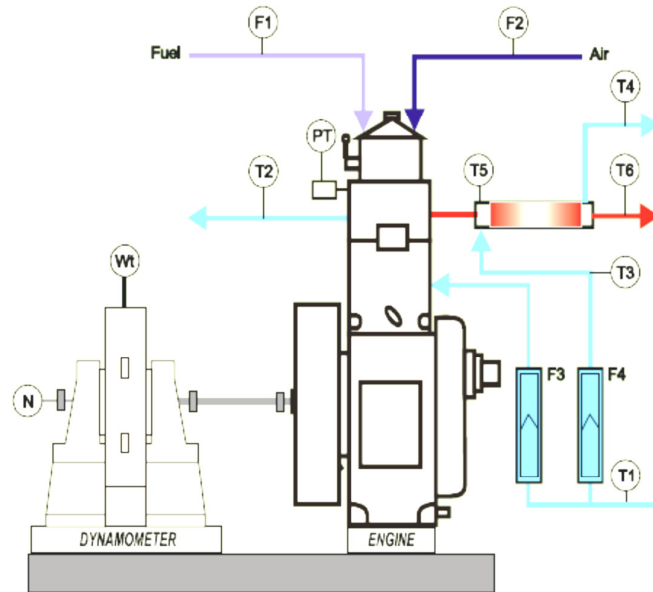 F1
F2
Fuel
Air
T4
PT
T2
T5
T6
Wt
T3
F3
F4
N
T1
DYNAMOMETER
ENGINE